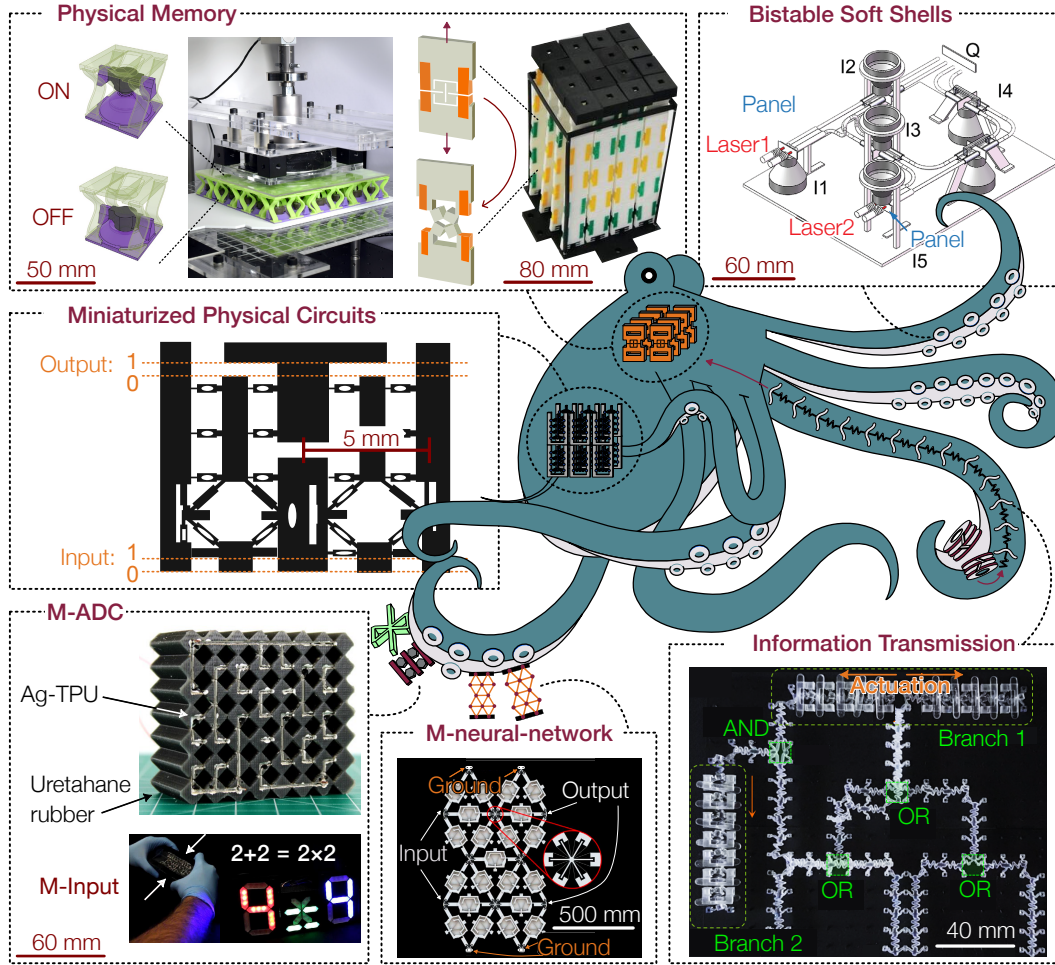 Physical Memory
ON
OFF
50 mm
80 mm
Bistable Soft Shells
Q
I2
I4
Panel
I3
Laser1
I1
Laser2
Panel
I5
60 mm
Miniaturized Physical Circuits
Output:
1
0
5 mm
Input:
1
0
M-ADC
Ag-TPU
Uretahane
rubber
2+2 = 2×2
M-Input
60 mm
M-neural-network
Ground
Output
Input
500 mm
Ground
Information Transmission
Actuation
AND
Branch 1
OR
OR
OR
Branch 2
40 mm